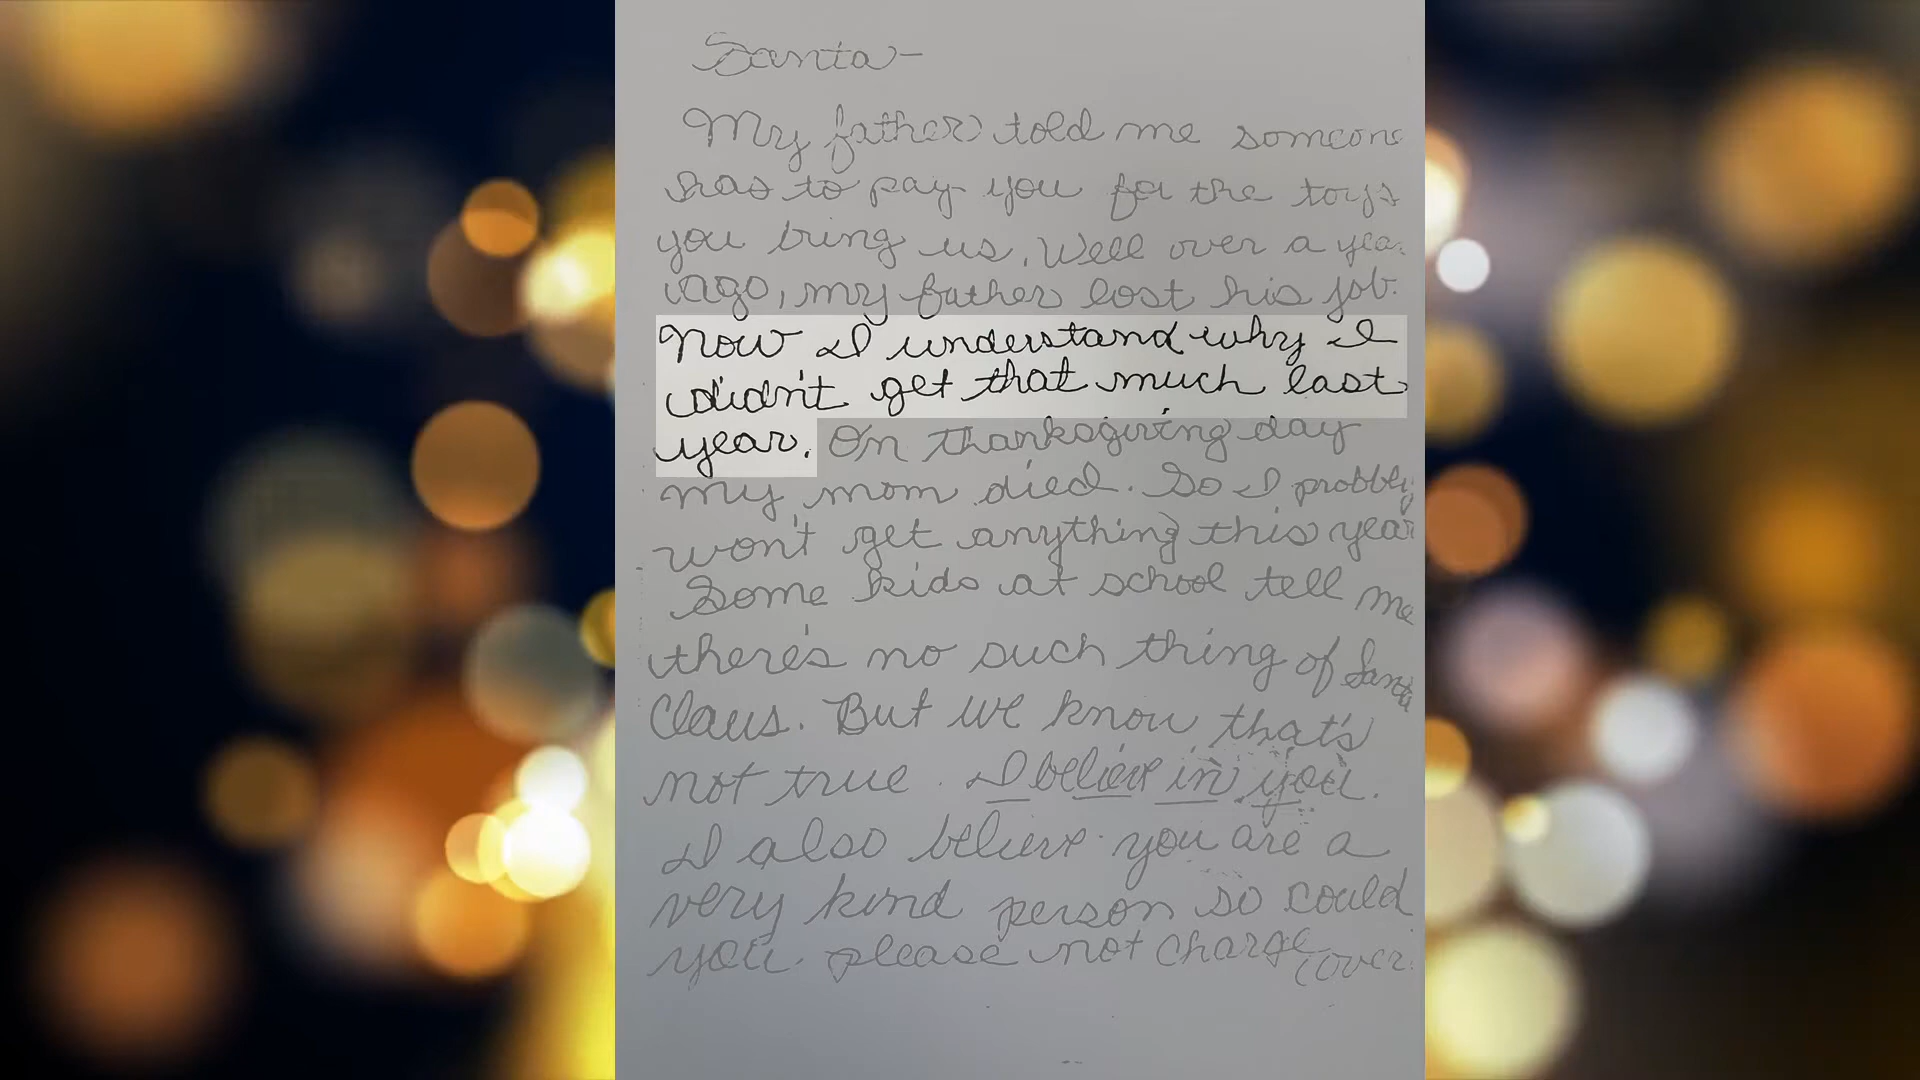 Santa-
My father told me someone
has to pay you for the toys
you bring us. Well over a year
ago, my father lost his job.
Now I understand why I
didn't get that much last
year. On thanksgiving day
my mom died. So I probbly
won't get anything this year
Some kids at school tell me
there's no such thing of Santa
Claus. But we know that's
not true. I believe in you.
I also believe you are a
very kind person so could
you please not charge
(over